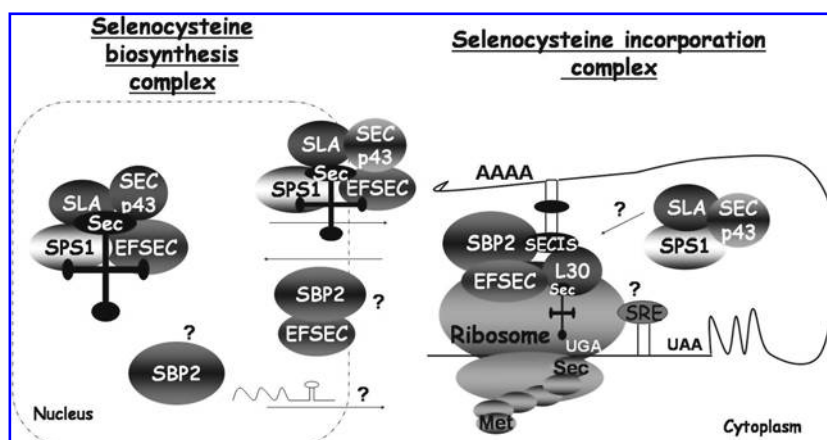 Selenocysteine
biosynthesis
complex
Selenocysteine incorporation
complex
SLA
SEC
p43
Sec
SPS1
EFSEC
SLA
SEC
p43
Sec
SPS1
EFSEC
SBP2
?
EFSEC
?
SBP2
?
Nucleus
AAAA
?
SLA
SEC
p43
SPS1
SBP2
SECIS
EFSEC
L30
Sec
?
SRE
Ribosome
UGA
UAA
Sec
Met
Cytoplasm